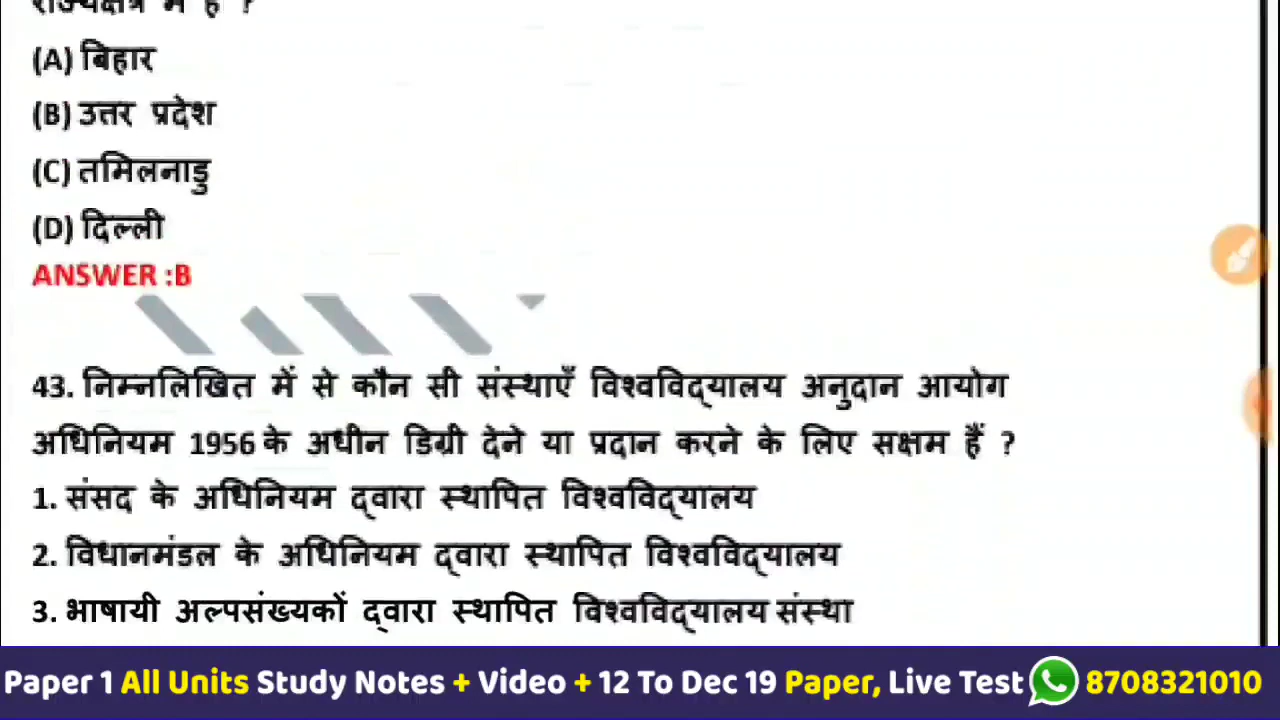 राज्यक्षेत्र में है ?
(A) बिहार
(B) उत्तर प्रदेश
(C) तमिलनाडु
(D) दिल्ली
ANSWER :B
43. निम्नलिखित में से कौन सी संस्थाएँ विश्वविद्यालय अनुदान आयोग
अधिनियम 1956 के अधीन डिग्री देने या प्रदान करने के लिए सक्षम हैं ?
1. संसद के अधिनियम द्वारा स्थापित विश्वविद्यालय
2. विधानमंडल के अधिनियम द्वारा स्थापित विश्वविद्यालय
3. भाषायी अल्पसंख्यकों द्वारा स्थापित विश्वविद्यालय संस्था
Paper 1 All Units Study Notes + Video + 12 To Dec 19 Paper, Live Test 8708321010